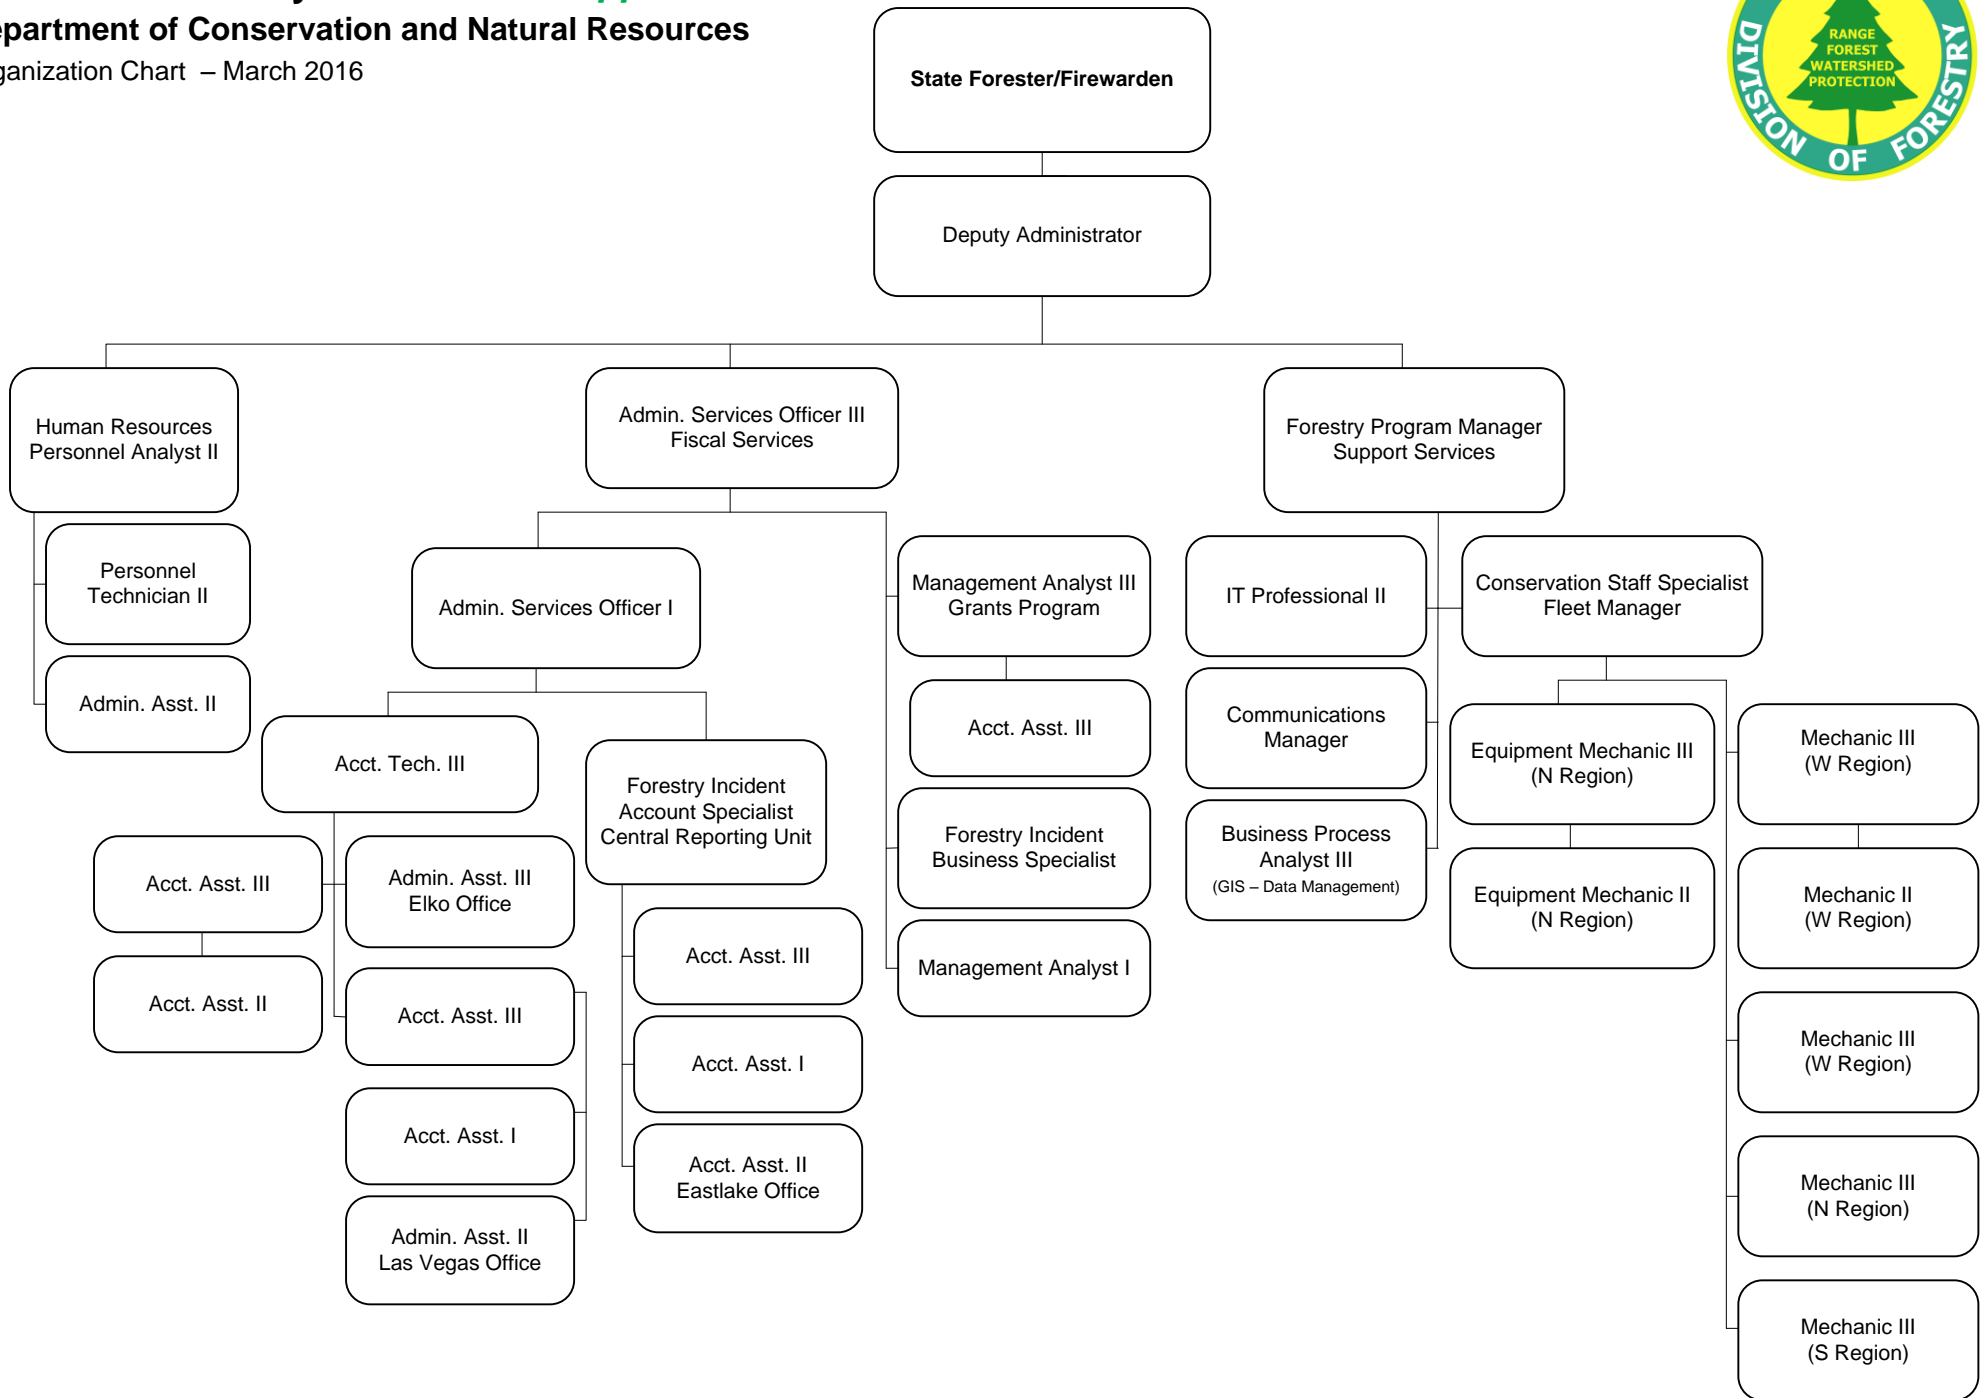 Department of Conservation and Natural Resources
Organization Chart – March 2016
RANGE
FOREST
WATERSHED
PROTECTION
DIVISION OF FORESTRY
State Forester/Firewarden
Deputy Administrator
Human Resources
Personnel Analyst II
Admin. Services Officer III
Fiscal Services
Forestry Program Manager
Support Services
Personnel
Technician II
Admin. Asst. II
Admin. Services Officer I
Management Analyst III
Grants Program
IT Professional II
Conservation Staff Specialist
Fleet Manager
Acct. Tech. III
Forestry Incident
Account Specialist
Central Reporting Unit
Acct. Asst. III
Communications
Manager
Equipment Mechanic III
(N Region)
Mechanic III
(W Region)
Acct. Asst. III
Admin. Asst. III
Elko Office
Forestry Incident
Business Specialist
Business Process
Analyst III
(GIS – Data Management)
Equipment Mechanic II
(N Region)
Mechanic II
(W Region)
Acct. Asst. II
Acct. Asst. III
Acct. Asst. III
Management Analyst I
Acct. Asst. I
Mechanic III
(W Region)
Acct. Asst. I
Acct. Asst. II
Eastlake Office
Mechanic III
(N Region)
Admin. Asst. II
Las Vegas Office
Mechanic III
(S Region)